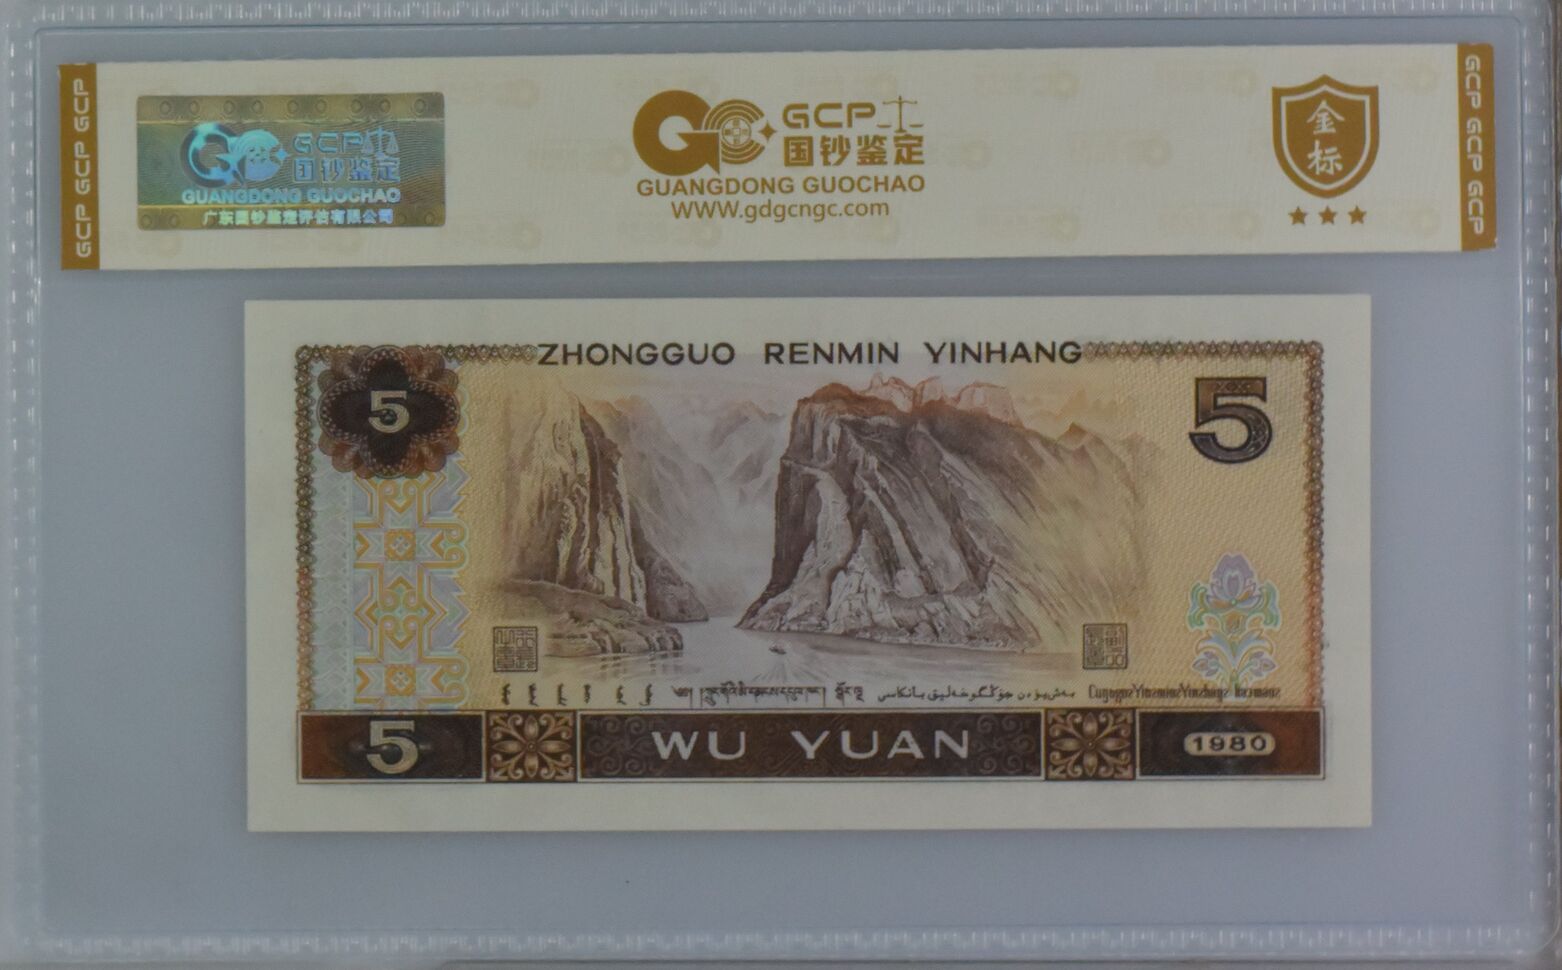 GCP GCP GCP
GCP 国钞鉴定
GUANGDONG GUOCHAO
广东国钞鉴定评估有限公司
GCP
国钞鉴定
GUANGDONG GUOCHAO
WWW.gdgcngc.com
金标
GCP GCP GCP
ZHONGGUO RENMIN YINHANG
5
5
5
WU YUAN
1980